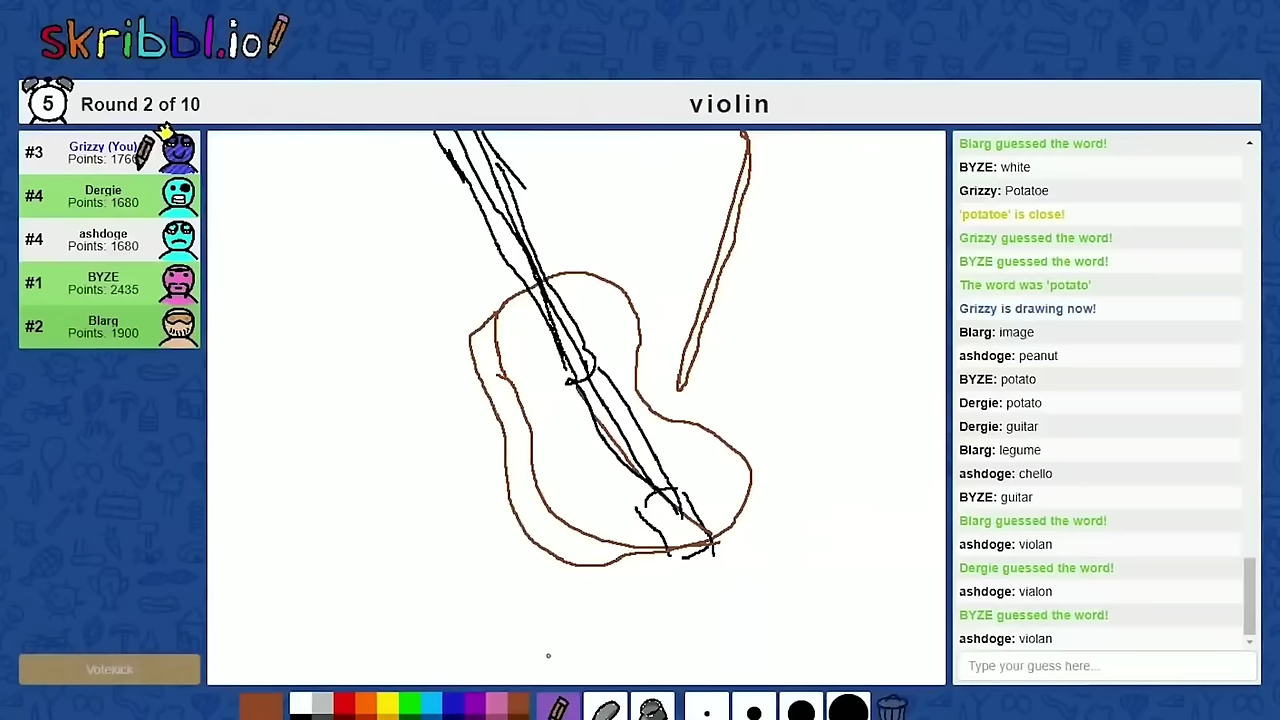 skribbl.io
5
Round 2 of 10
violin
#3
Grizzy (You)
Points: 1766
#4
Dergie
Points: 1680
#4
ashdoge
Points: 1680
#1
BYZE
Points: 2435
#2
Blarg
Points: 1900
Votekick
Blarg guessed the word!
BYZE: white
Grizzy: Potatoe
'potatoe' is close!
Grizzy guessed the word!
BYZE guessed the word!
The word was 'potato'
Grizzy is drawing now!
Blarg: image
ashdoge: peanut
BYZE: potato
Dergie: potato
Dergie: guitar
Blarg: legume
ashdoge: chello
BYZE: guitar
Blarg guessed the word!
ashdoge: violan
Dergie guessed the word!
ashdoge: vialon
BYZE guessed the word!
ashdoge: violan
Type your guess here...